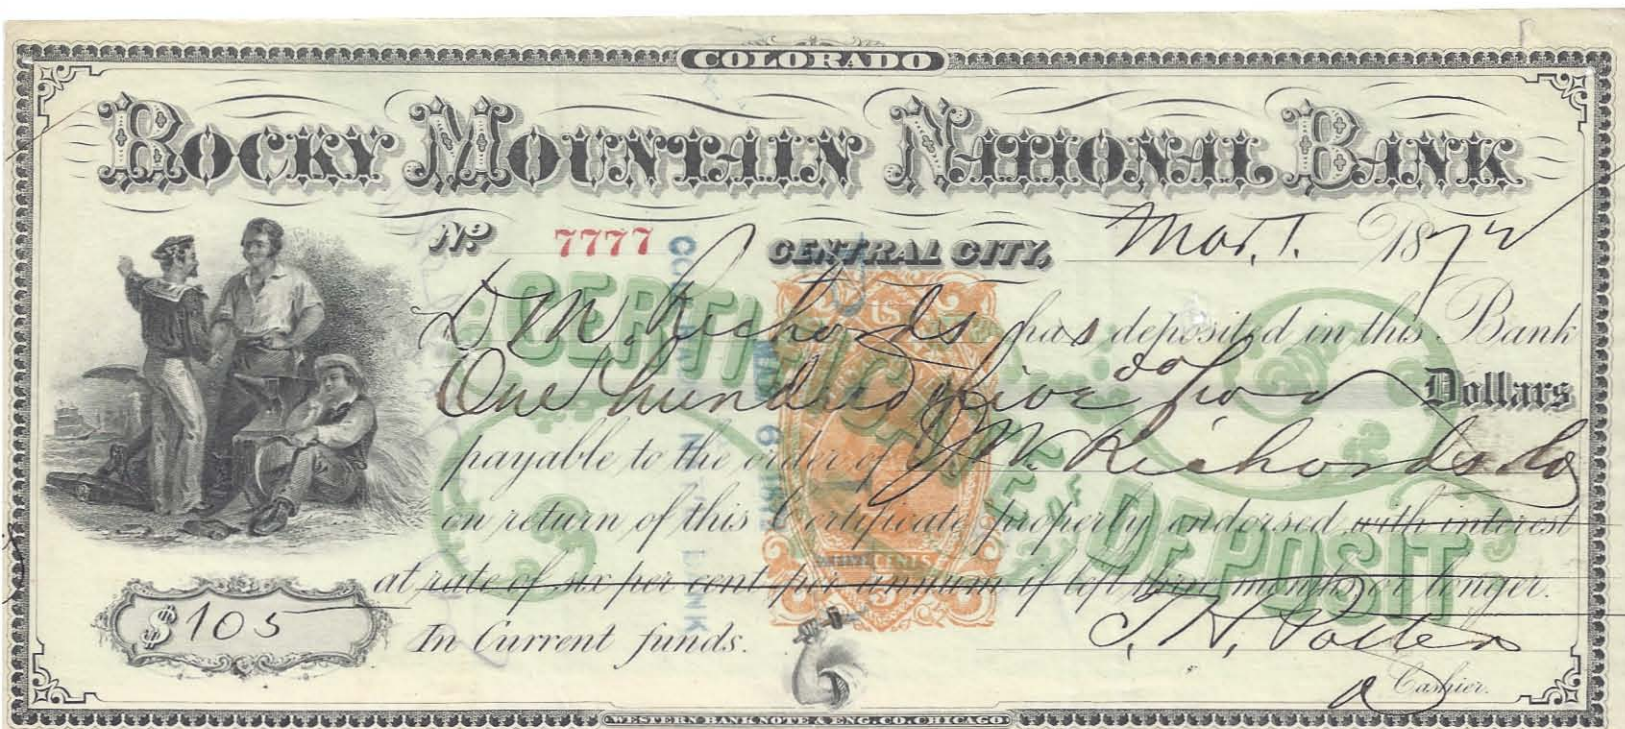 COLORADO
ROCKY MOUNTAIN NATIONAL BANK
No 7777 CENTRAL CITY, Mar, 1. 1872
D M. Richards has deposited in this Bank
One hundred five 00/100 Dollars
payable to the order of J. M. Richards & Co
on return of this Certificate properly endorsed with interest
at rate of six per cent per annum if left nine months or longer.
$105 In Current funds. T. H. Potter
Cashier.
CERTIFICATE OF DEPOSIT
WESTERN BANK NOTE & ENG. CO. CHICAGO